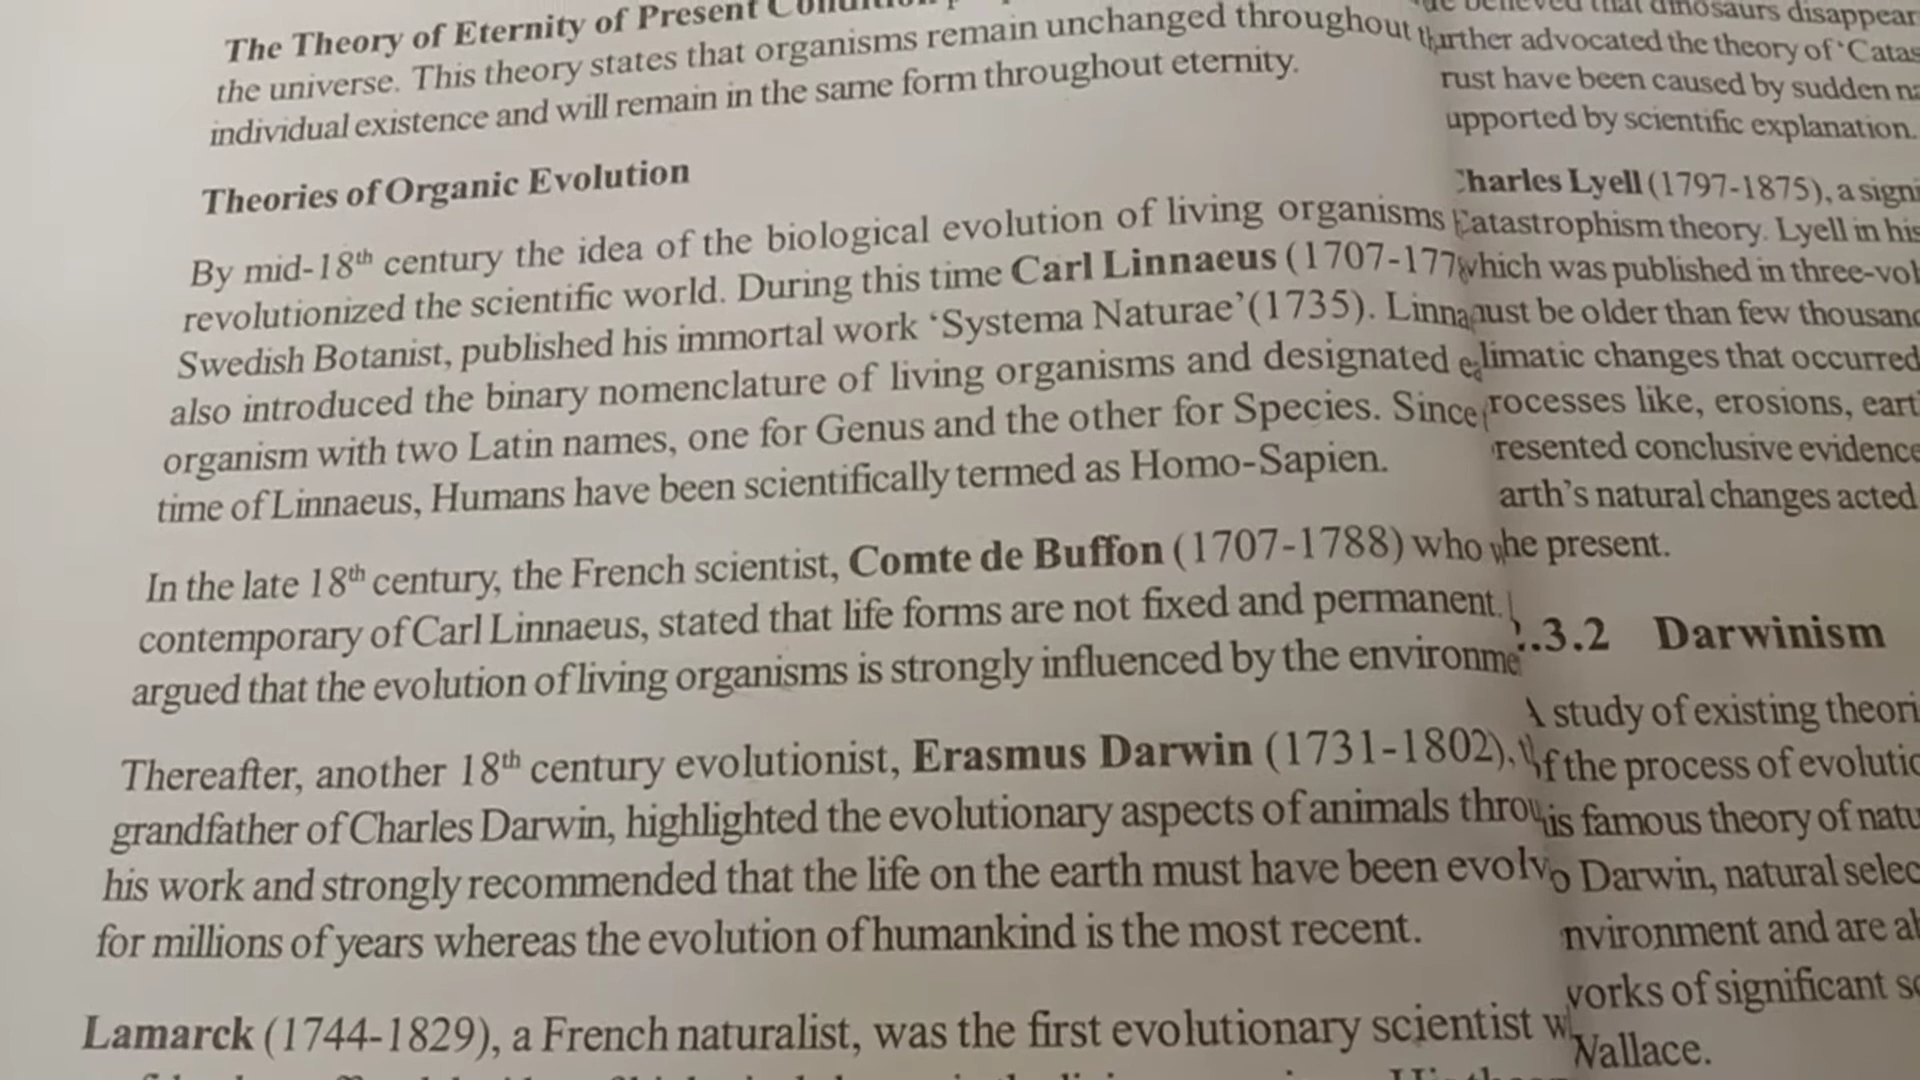 The Theory of Eternity of Present
the universe. This theory states that organisms remain unchanged throughout
individual existence and will remain in the same form throughout eternity.
Theories of Organic Evolution
By mid-18th century the idea of the biological evolution of living organisms
revolutionized the scientific world. During this time Carl Linnaeus (1707-177
Swedish Botanist, published his immortal work ‘Systema Naturae’(1735).
also introduced the binary nomenclature of living organisms and designated
organism with two Latin names, one for Genus and the other for Species. Since
time of Linnaeus, Humans have been scientifically termed as Homo-Sapien.
In the late 18th century, the French scientist, Comte de Buffon (1707-1788) who
contemporary of Carl Linnaeus, stated that life forms are not fixed and permanent.
argued that the evolution of living organisms is strongly influenced by the
Thereafter, another 18th century evolutionist, Erasmus Darwin (1731-1802),
grandfather of Charles Darwin, highlighted the evolutionary aspects of animals
his work and strongly recommended that the life on the earth must have been
for millions of years whereas the evolution of humankind is the most recent.
Lamarck (1744-1829), a French naturalist, was the first evolutionary scientist
believed that dinosaurs disappear
advocated the theory of ‘Catas
rust have been caused by sudden
upported by scientific explanation.
harles Lyell (1797-1875), a signi
atastrophism theory. Lyell in his
which was published in three-vol
ust be older than few thousand
limatic changes that occurred
rocesses like, erosions, eart
resented conclusive evidence
arth’s natural changes acted
he present.
.3.2 Darwinism
A study of existing theori
f the process of evolutio
is famous theory of natu
o Darwin, natural selec
nvironment and are
vorks of significant
Wallace.